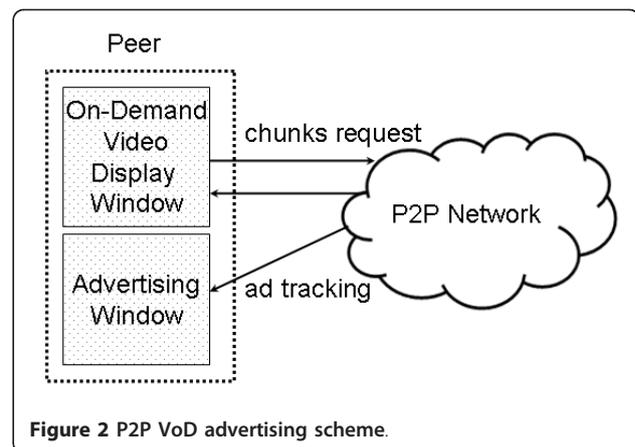 Peer
On-Demand
Video
Display
Window
chunks request
P2P Network
Advertising
Window
ad tracking
Figure 2 P2P VoD advertising scheme.